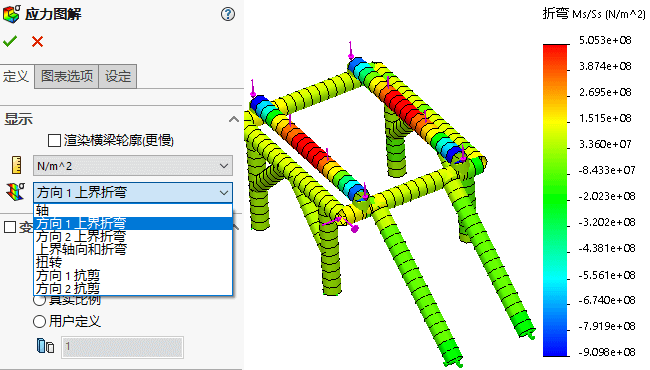 应力图解
定义 图表选项 设定
显示
渲染横梁轮廓(更慢)
N/m^2
方向 1 上界折弯
轴
方向 1 上界折弯
方向 2 上界折弯
上界轴向和折弯
扭转
方向 1 抗剪
方向 2 抗剪
变
真实比例
用户定义
1
折弯 Ms/Ss (N/m^2)
5.053e+08
3.874e+08
2.695e+08
1.515e+08
3.360e+07
-8.433e+07
-2.023e+08
-3.202e+08
-4.381e+08
-5.561e+08
-6.740e+08
-7.919e+08
-9.098e+08